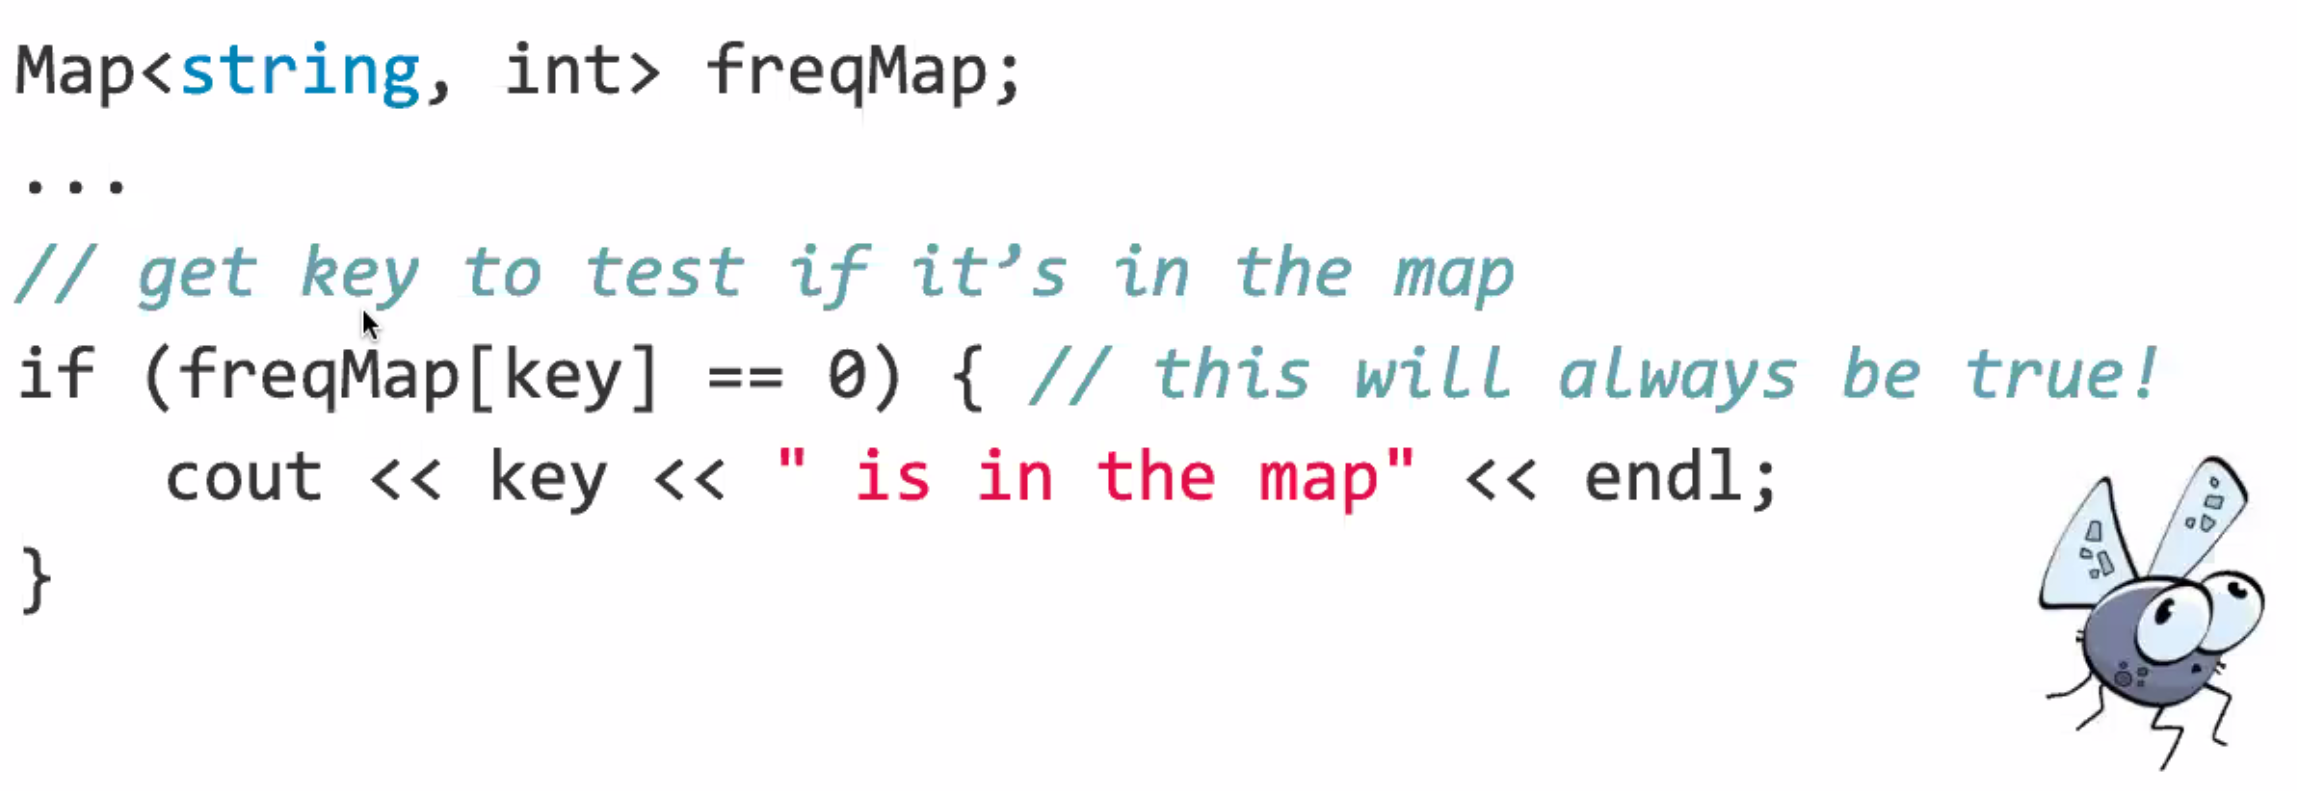 Map<string, int> freqMap;
...
// get key to test if it’s in the map
if (freqMap[key] == 0) { // this will always be true!
   cout << key << " is in the map" << endl;
}